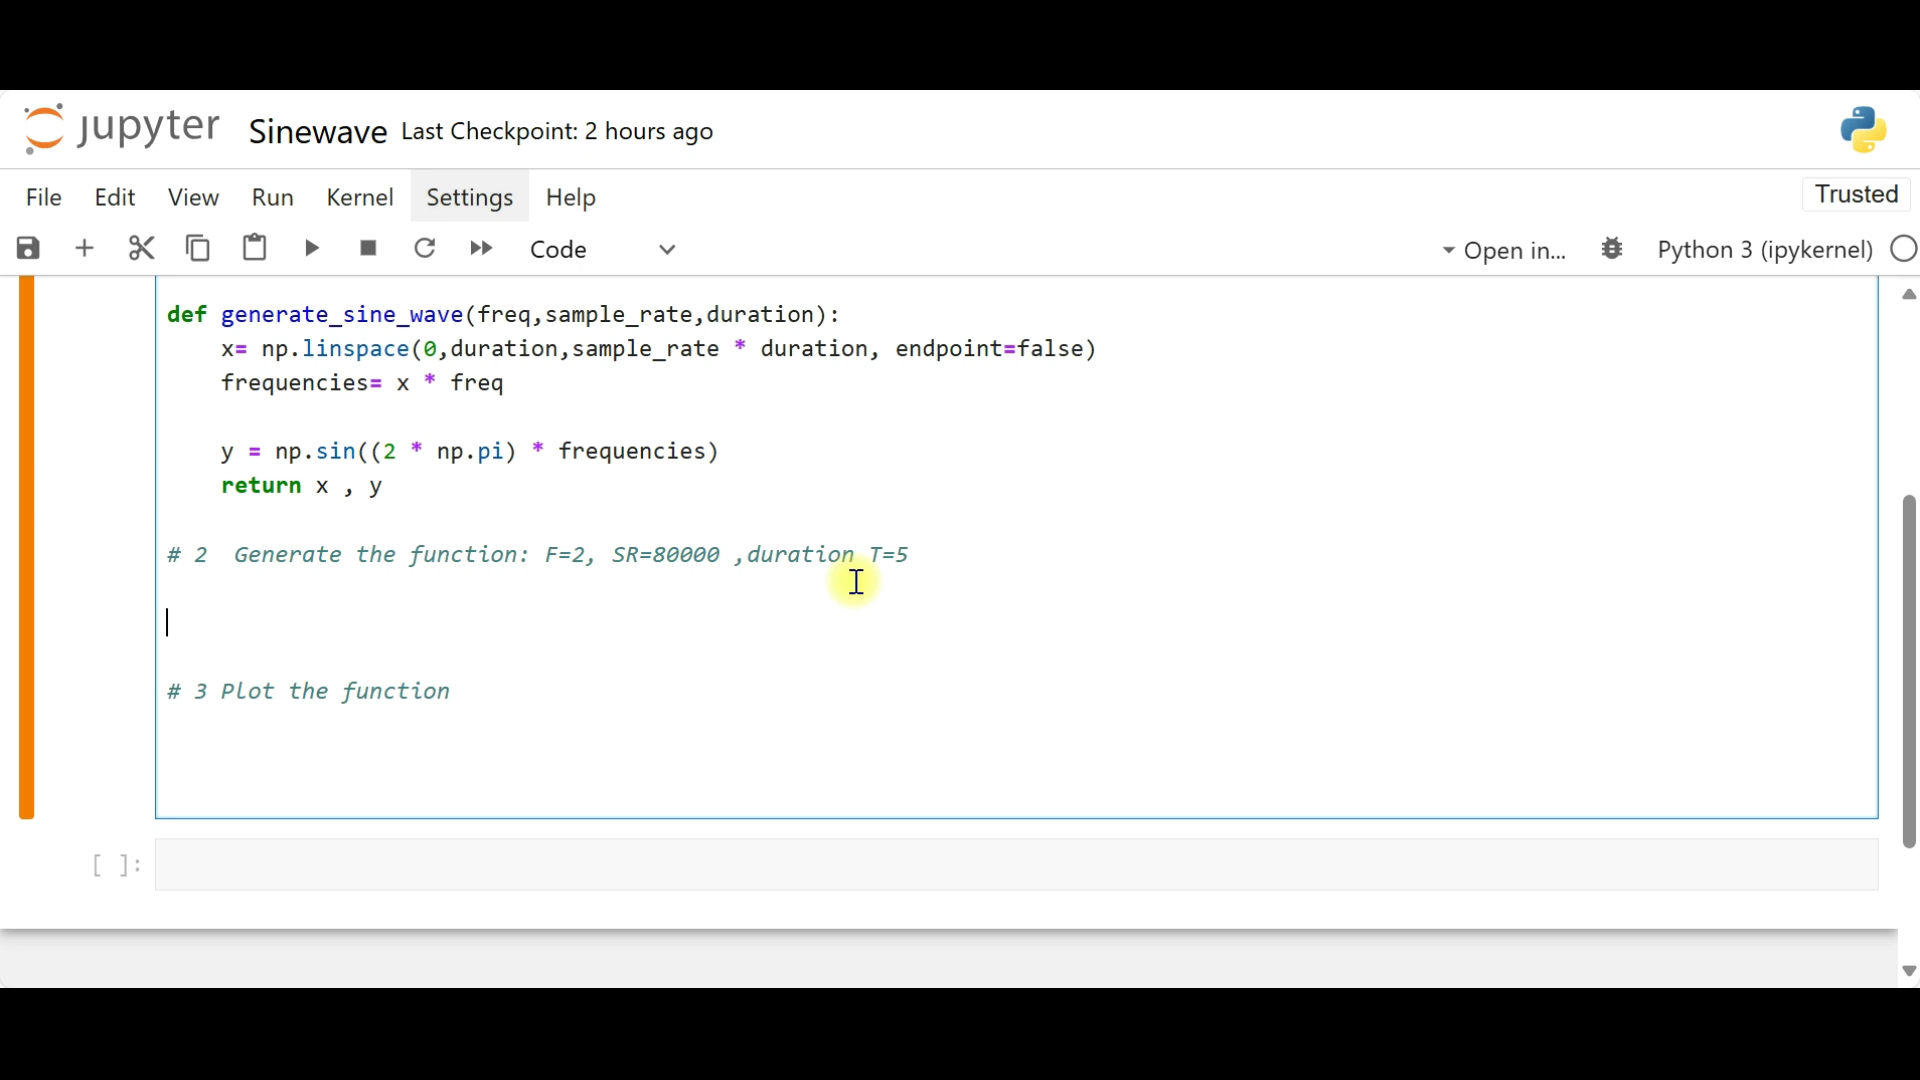 jupyter Sinewave Last Checkpoint: 2 hours ago
File Edit View Run Kernel Settings Help Trusted
Code Open in... Python 3 (ipykernel)
def generate_sine_wave(freq,sample_rate,duration):
x= np.linspace(0,duration,sample_rate * duration, endpoint=false)
frequencies= x * freq
y = np.sin((2 * np.pi) * frequencies)
return x , y
# 2 Generate the function: F=2, SR=80000 ,duration T=5
# 3 Plot the function
[ ]: